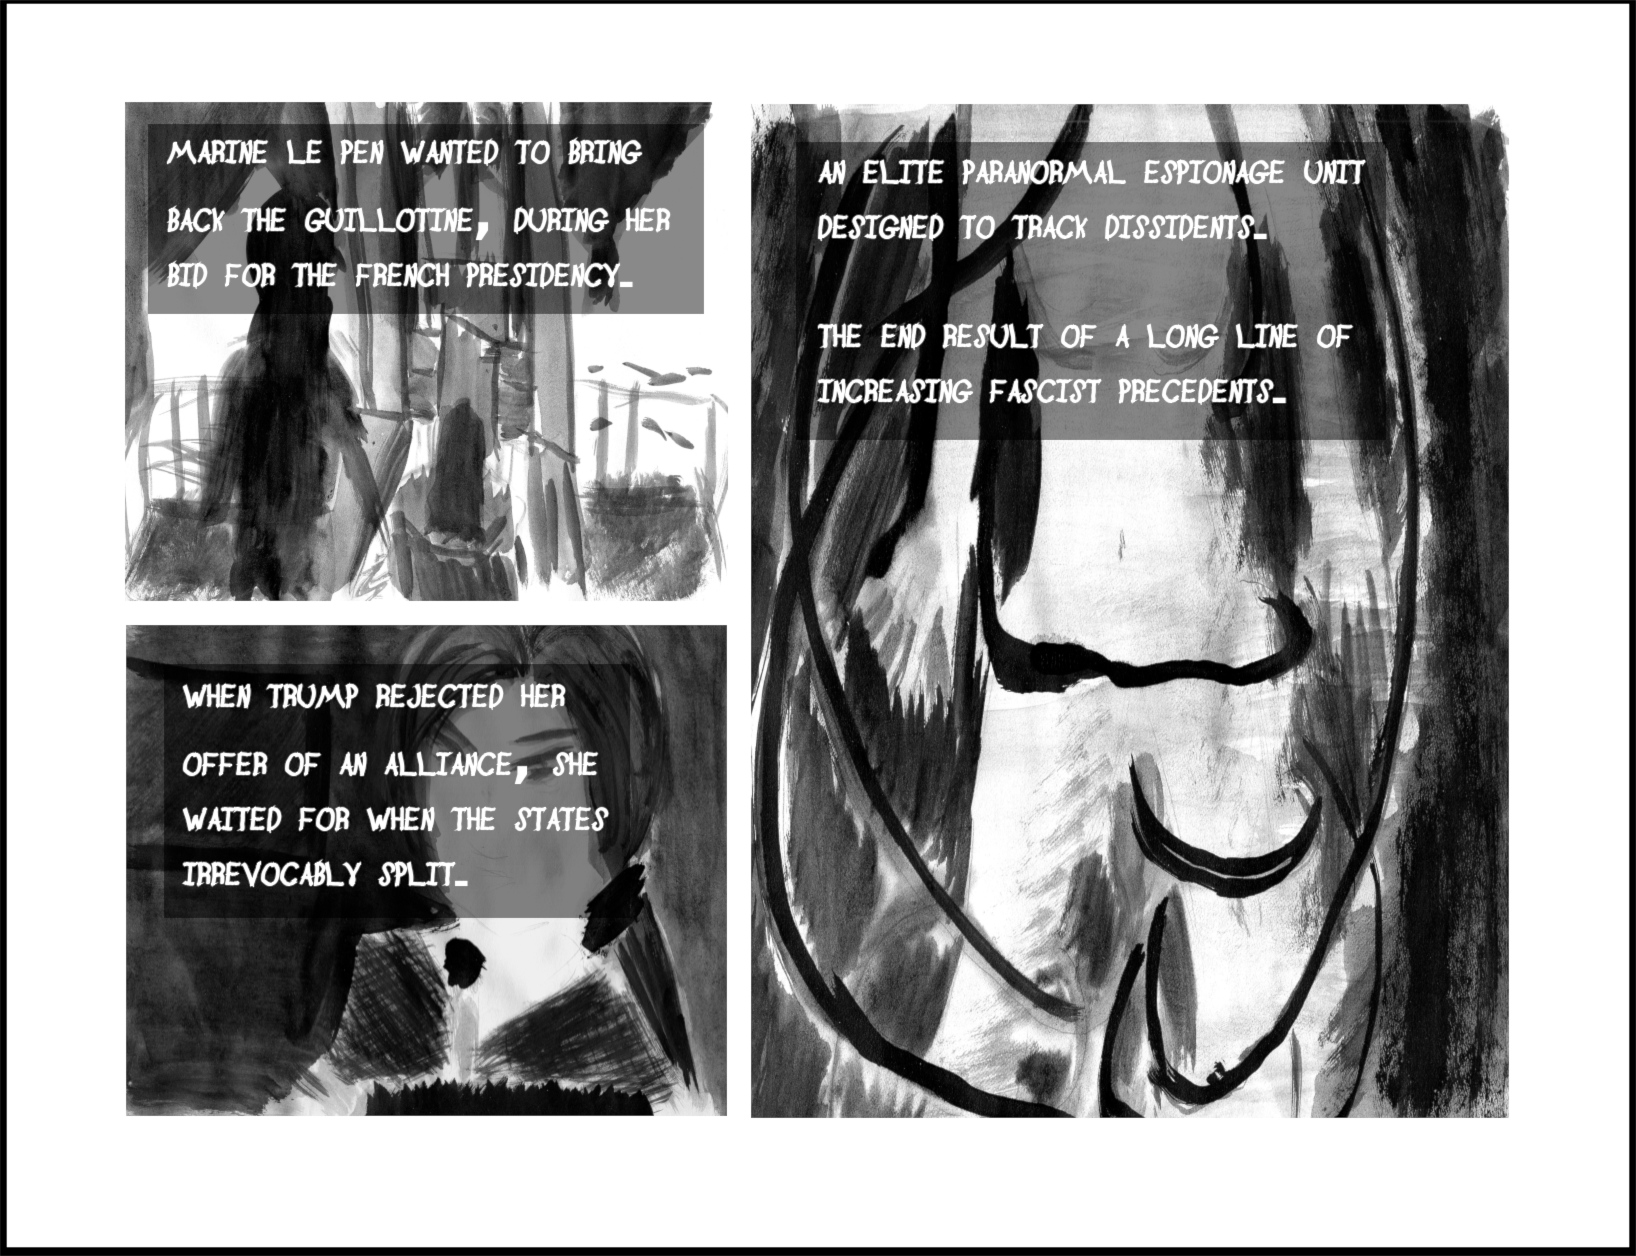 MARINE LE PEN WANTED TO BRING
BACK THE GUILLOTINE, DURING HER
BID FOR THE FRENCH PRESIDENCY.
WHEN TRUMP REJECTED HER
OFFER OF AN ALLIANCE, SHE
WAITED FOR WHEN THE STATES
IRREVOCABLY SPLIT.
AN ELITE PARANORMAL ESPIONAGE UNIT
DESIGNED TO TRACK DISSIDENTS.
THE END RESULT OF A LONG LINE OF
INCREASING FASCIST PRECEDENTS.